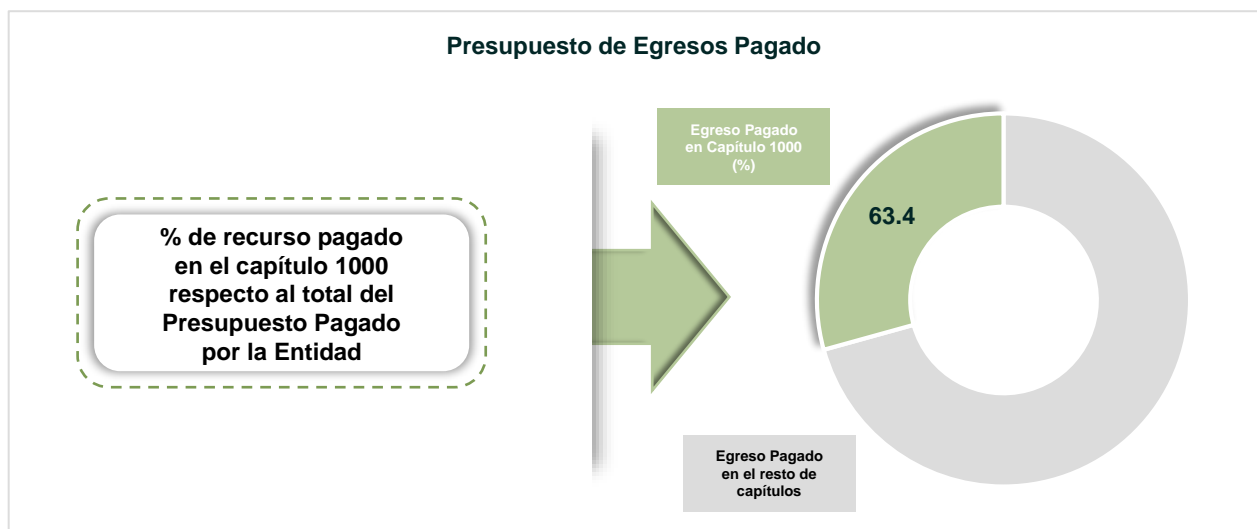 Presupuesto de Egresos Pagado
% de recurso pagado
en el capítulo 1000
respecto al total del
Presupuesto Pagado
por la Entidad
Egreso Pagado
en Capítulo 1000
(%)
63.4
Egreso Pagado
en el resto de
capítulos